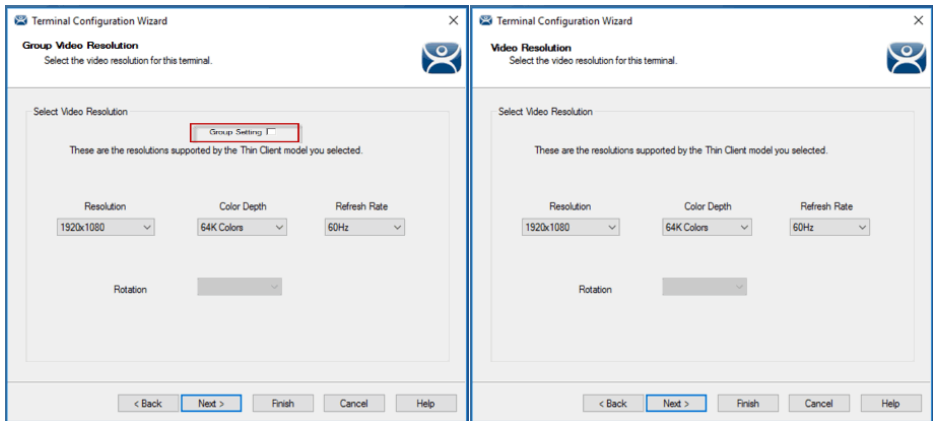 Terminal Configuration Wizard
Group Video Resolution
Select the video resolution for this terminal.
Select Video Resolution
Group Setting
These are the resolutions supported by the Thin Client model you selected.
Resolution Color Depth Refresh Rate
1920x1080 64K Colors 60Hz
Rotation
< Back Next > Finish Cancel Help
Terminal Configuration Wizard
Video Resolution
Select the video resolution for this terminal.
Select Video Resolution
These are the resolutions supported by the Thin Client model you selected.
Resolution Color Depth Refresh Rate
1920x1080 64K Colors 60Hz
Rotation
< Back Next > Finish Cancel Help